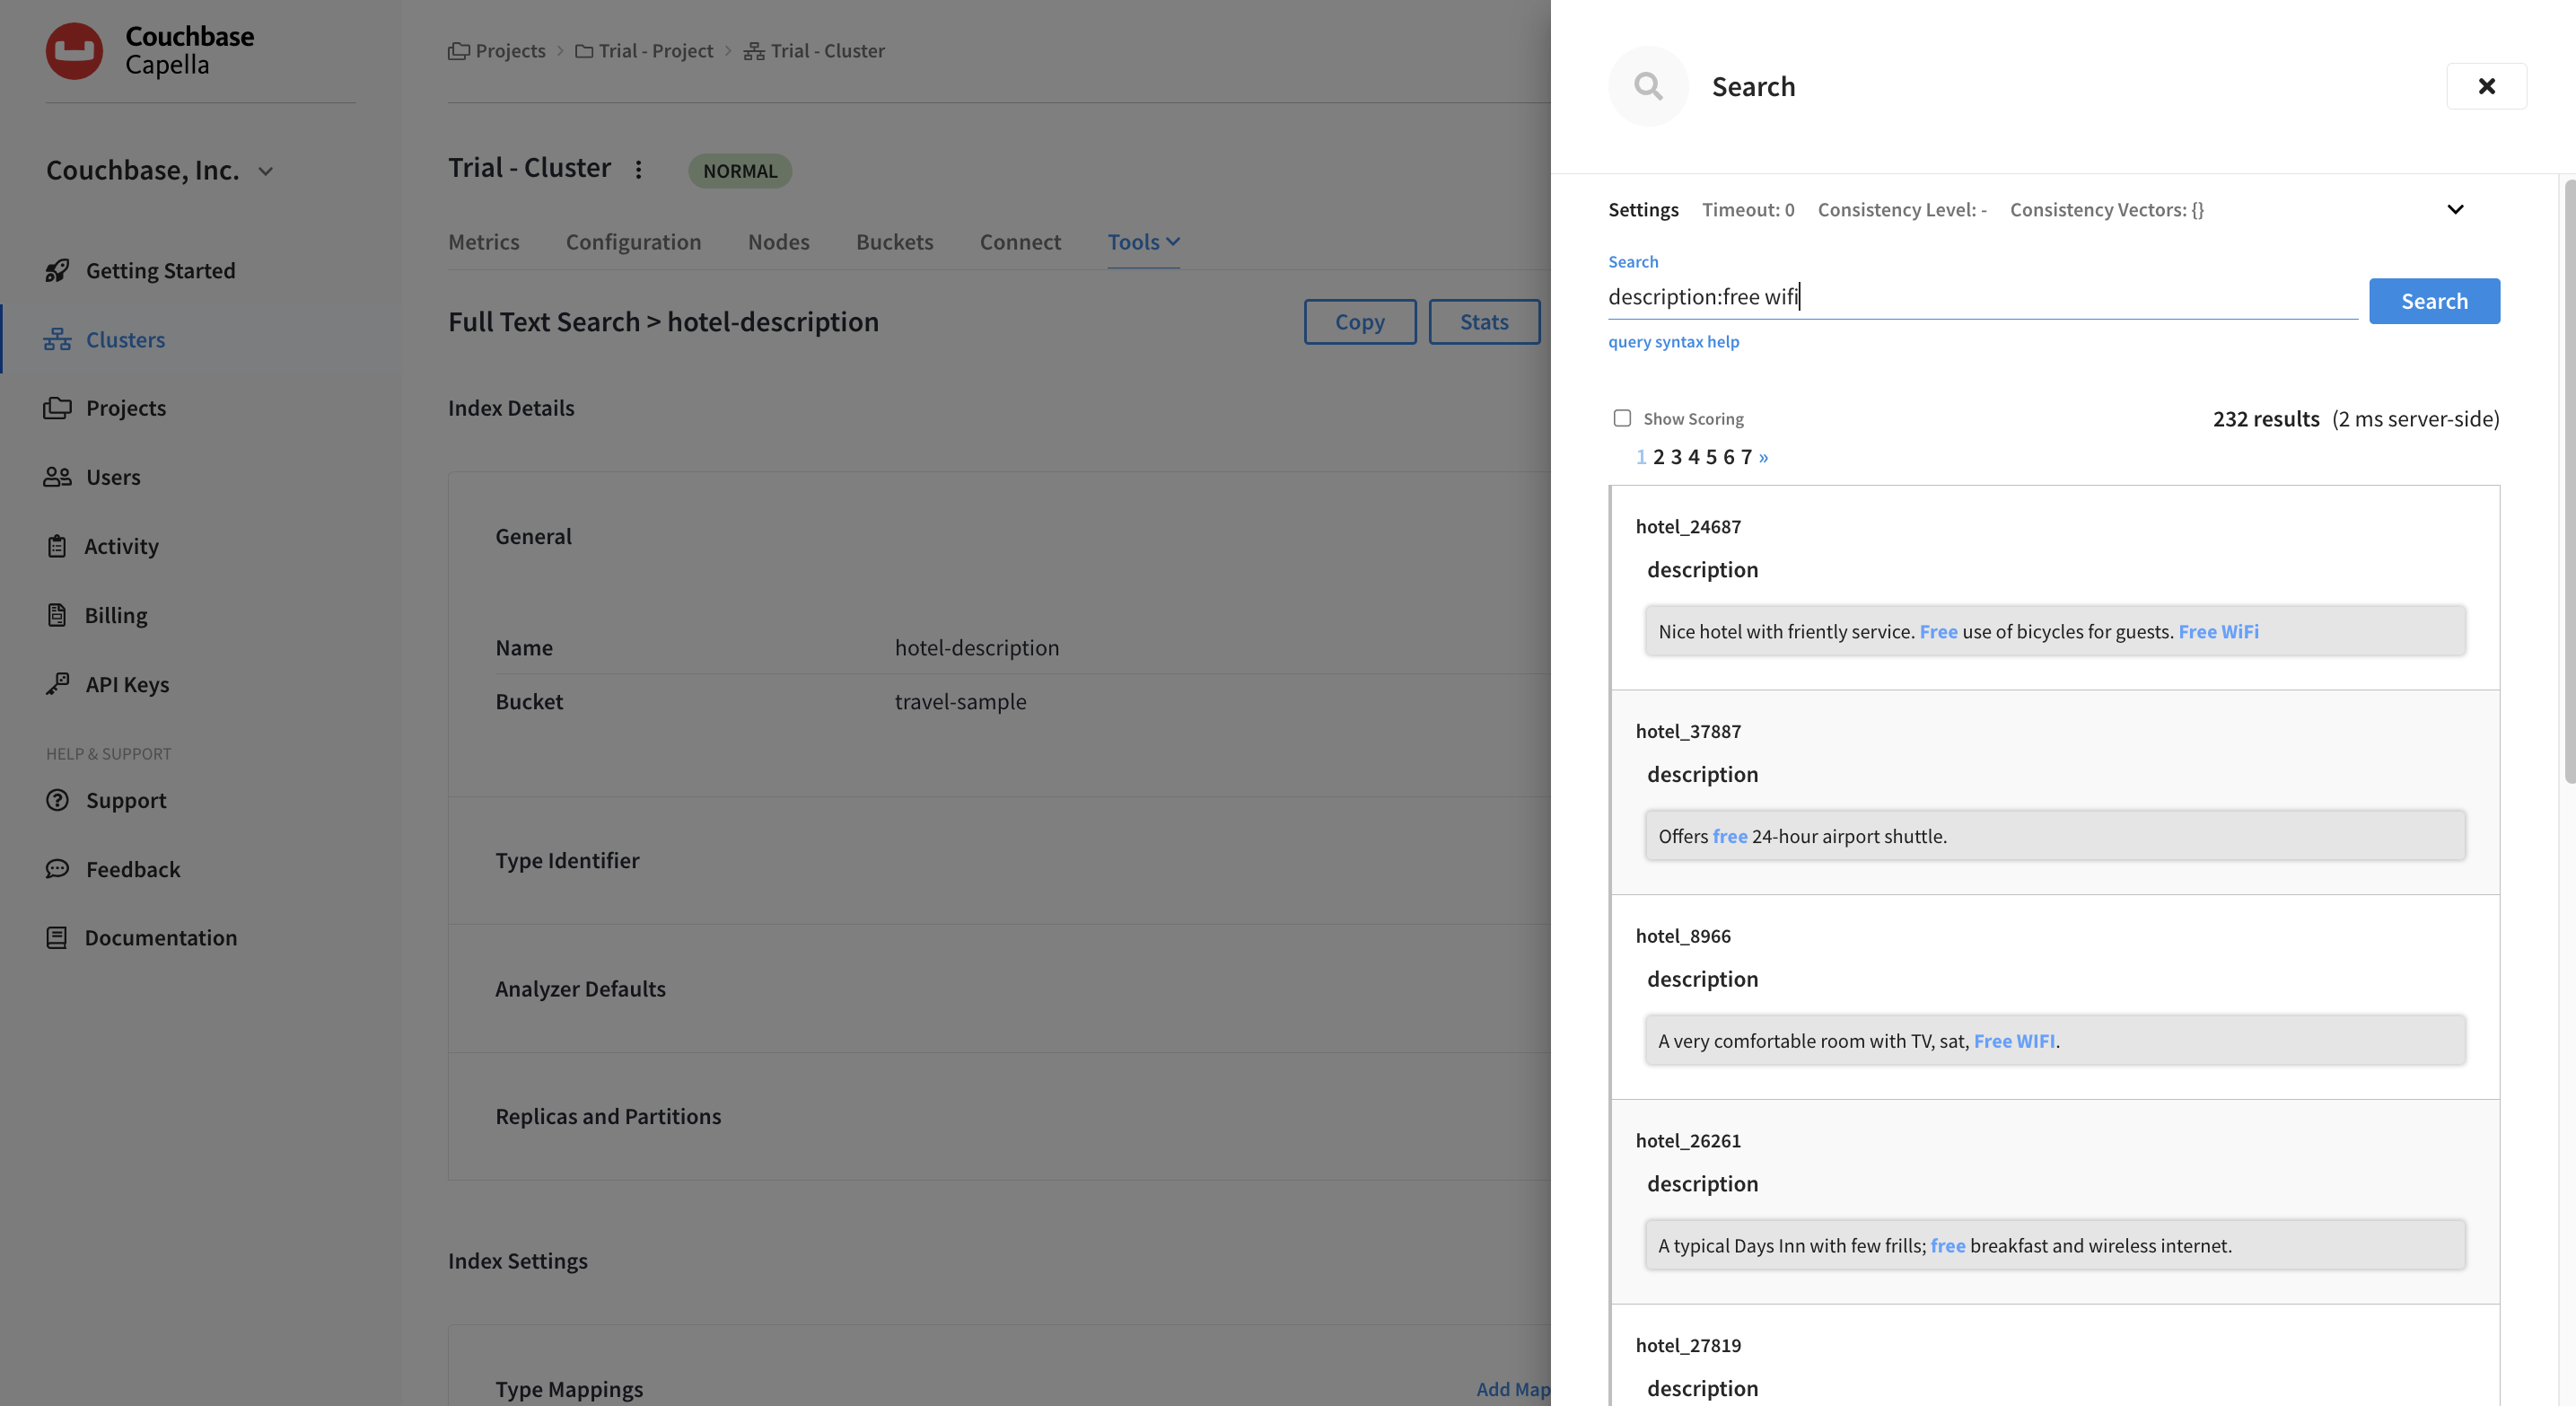 Couchbase
Capella
Couchbase, Inc.
Getting Started
Clusters
Projects
Users
Activity
Billing
API Keys
HELP & SUPPORT
Support
Feedback
Documentation
Projects > Trial - Project > Trial - Cluster
Trial - Cluster NORMAL
Metrics Configuration Nodes Buckets Connect Tools
Full Text Search > hotel-description Copy Stats
Index Details
General
Name hotel-description
Bucket travel-sample
Type Identifier
Analyzer Defaults
Replicas and Partitions
Index Settings
Type Mappings Add Map
Search
Settings Timeout: 0 Consistency Level: - Consistency Vectors: {}
Search
description:free wifi Search
query syntax help
Show Scoring 232 results (2 ms server-side)
1 2 3 4 5 6 7 »
hotel_24687
description
Nice hotel with friently service. Free use of bicycles for guests. Free WiFi
hotel_37887
description
Offers free 24-hour airport shuttle.
hotel_8966
description
A very comfortable room with TV, sat, Free WIFI.
hotel_26261
description
A typical Days Inn with few frills; free breakfast and wireless internet.
hotel_27819
description